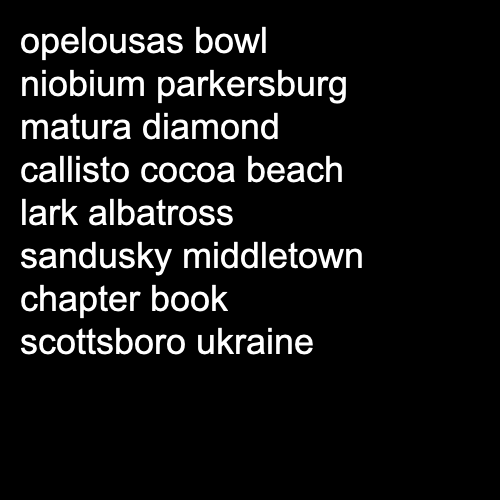 opelousas bowl
niobium parkersburg
matura diamond
callisto cocoa beach
lark albatross
sandusky middletown
chapter book
scottsboro ukraine